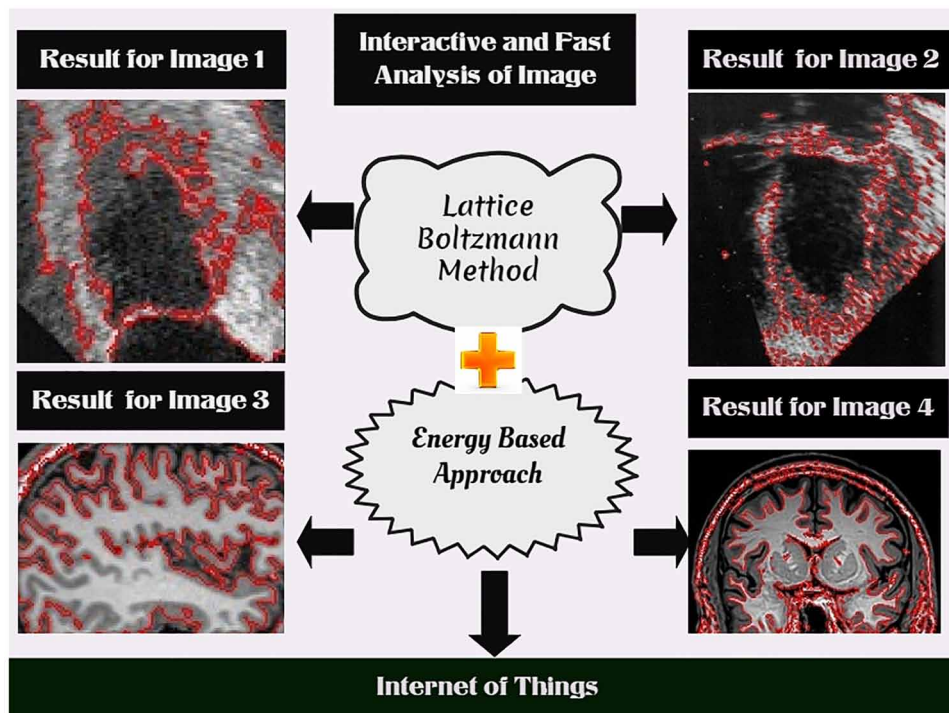 Interactive and Fast
Analysis of Image
Result for Image 1
Result for Image 2
Lattice
Boltzmann
Method
Result for Image 3
Result for Image 4
Energy Based
Approach
Internet of Things